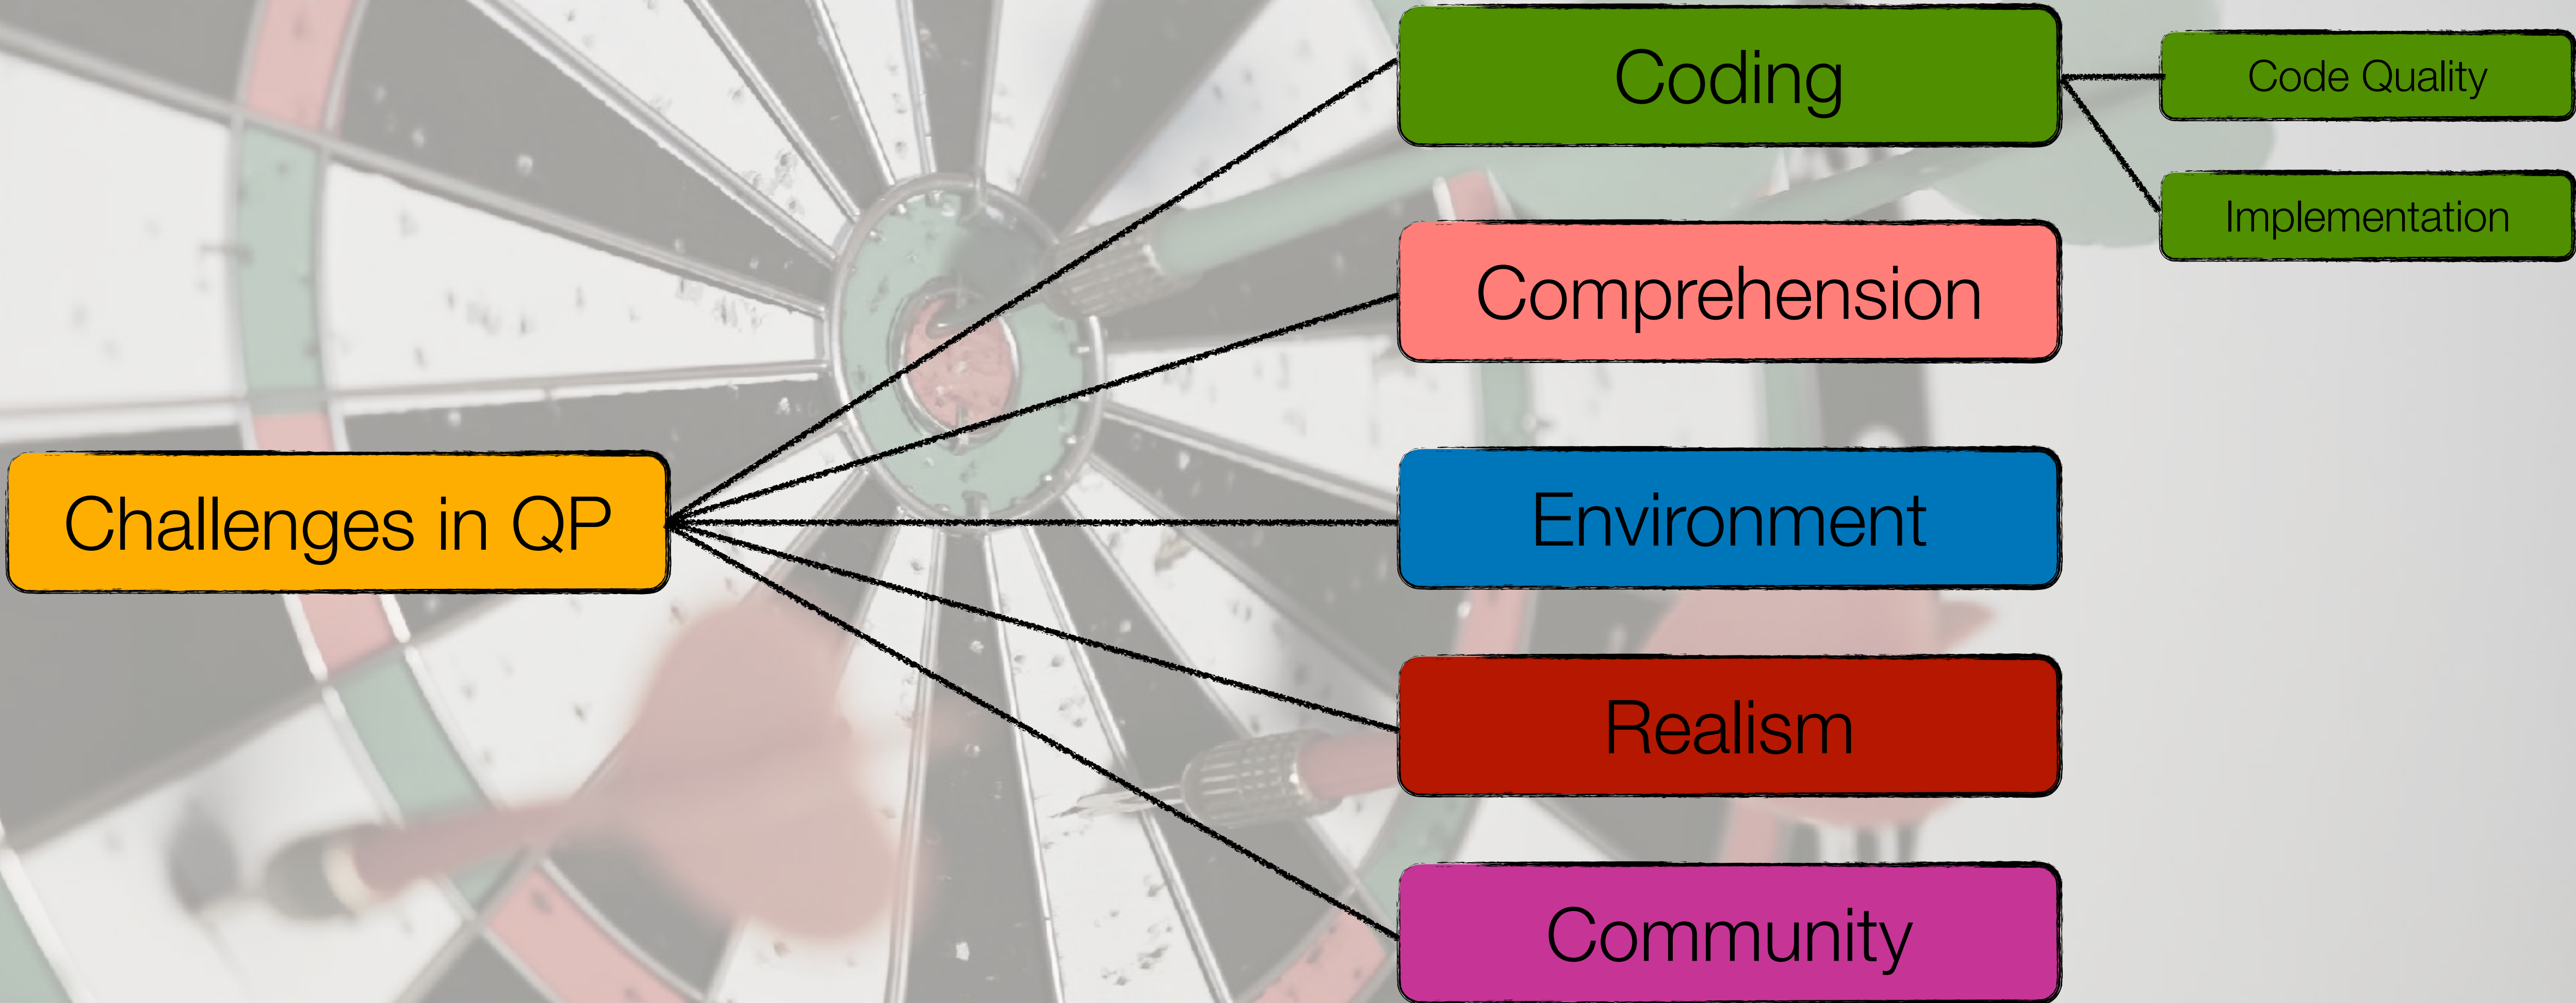 Challenges in QP
Coding
Code Quality
Implementation
Comprehension
Environment
Realism
Community